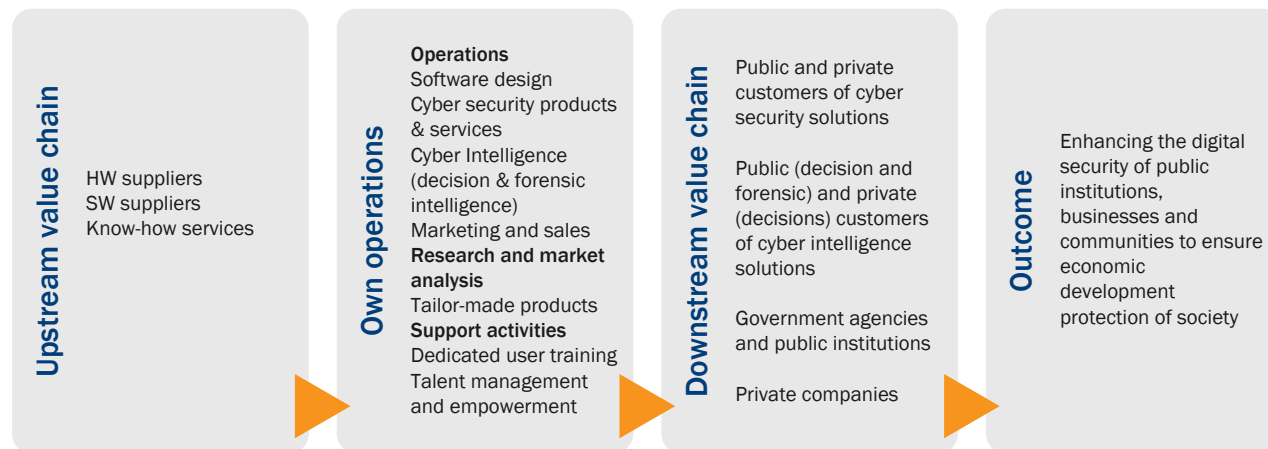 Upstream value chain
HW suppliers
SW suppliers
Know-how services
Own operations
Operations
Software design
Cyber security products
& services
Cyber Intelligence
(decision & forensic
intelligence)
Marketing and sales
Research and market
analysis
Tailor-made products
Support activities
Dedicated user training
Talent management
and empowerment
Downstream value chain
Public and private
customers of cyber
security solutions
Public (decision and
forensic) and private
(decisions) customers
of cyber intelligence
solutions
Government agencies
and public institutions
Private companies
Outcome
Enhancing the digital
security of public
institutions,
businesses and
communities to ensure
economic
development
protection of society